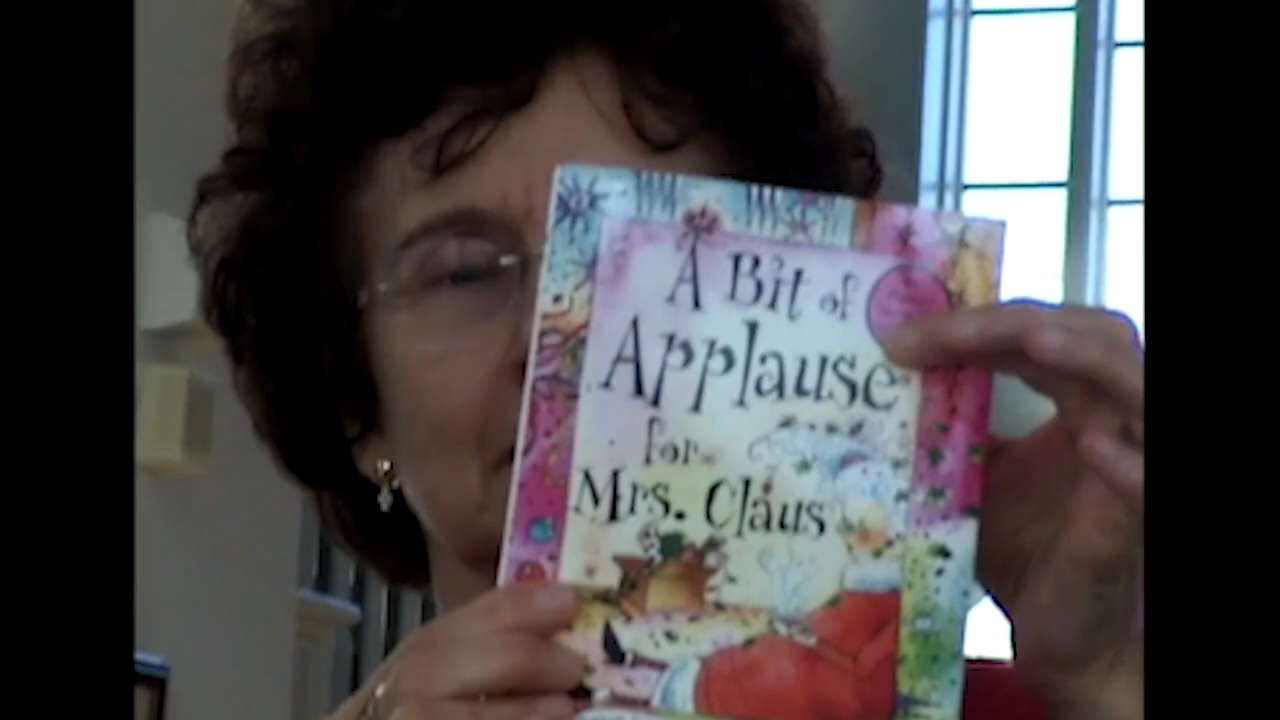 A Bit of
Applause
for
Mrs. Claus